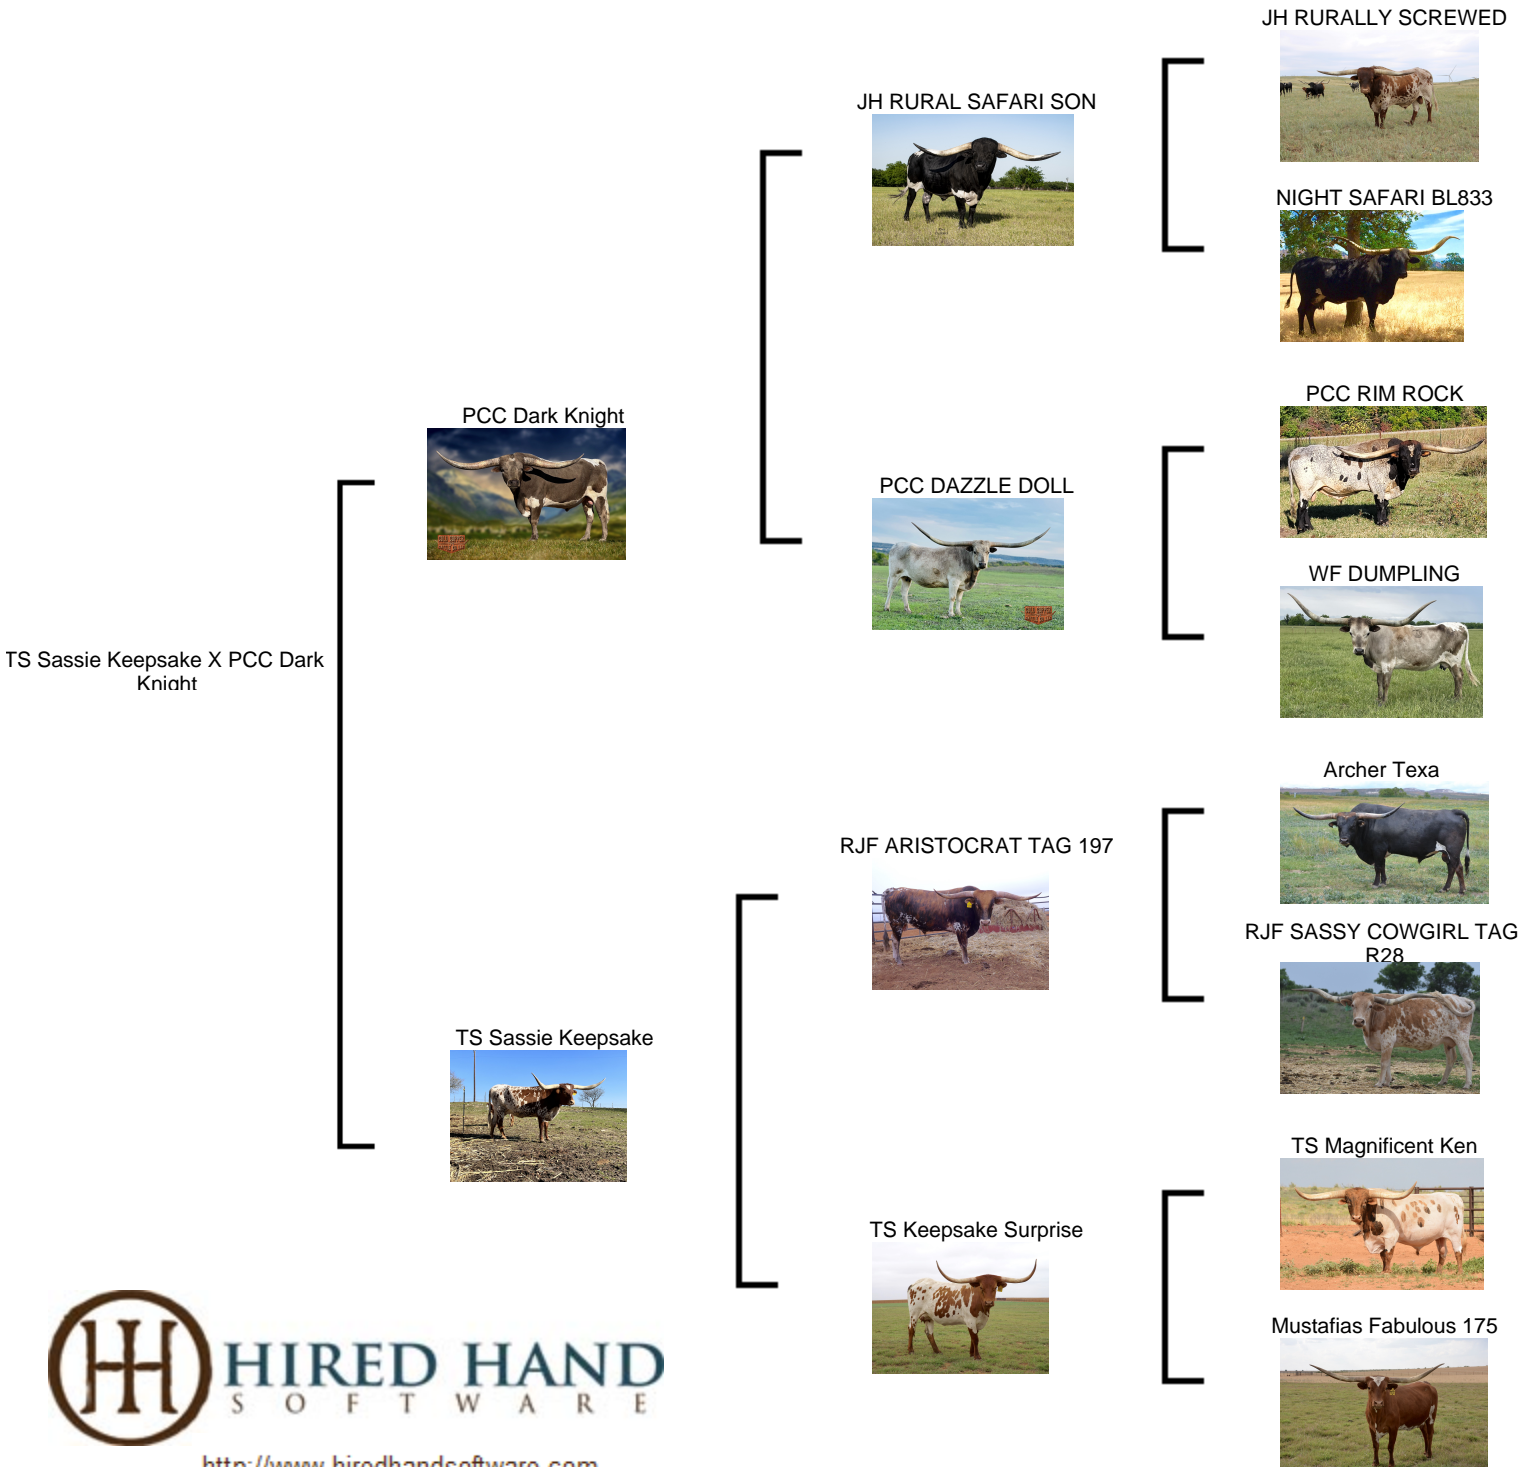 JH RURALLY SCREWED
JH RURAL SAFARI SON
NIGHT SAFARI BL833
PCC RIM ROCK
PCC Dark Knight
PCC DAZZLE DOLL
WF DUMPLING
TS Sassie Keepsake X PCC Dark
Knight
Archer Texa
RJF ARISTOCRAT TAG 197
RJF SASSY COWGIRL TAG
R28
TS Sassie Keepsake
TS Magnificent Ken
TS Keepsake Surprise
Mustafias Fabulous 175
HIRED HAND
SOFTWARE
http://www.hiredhandsoftware.com